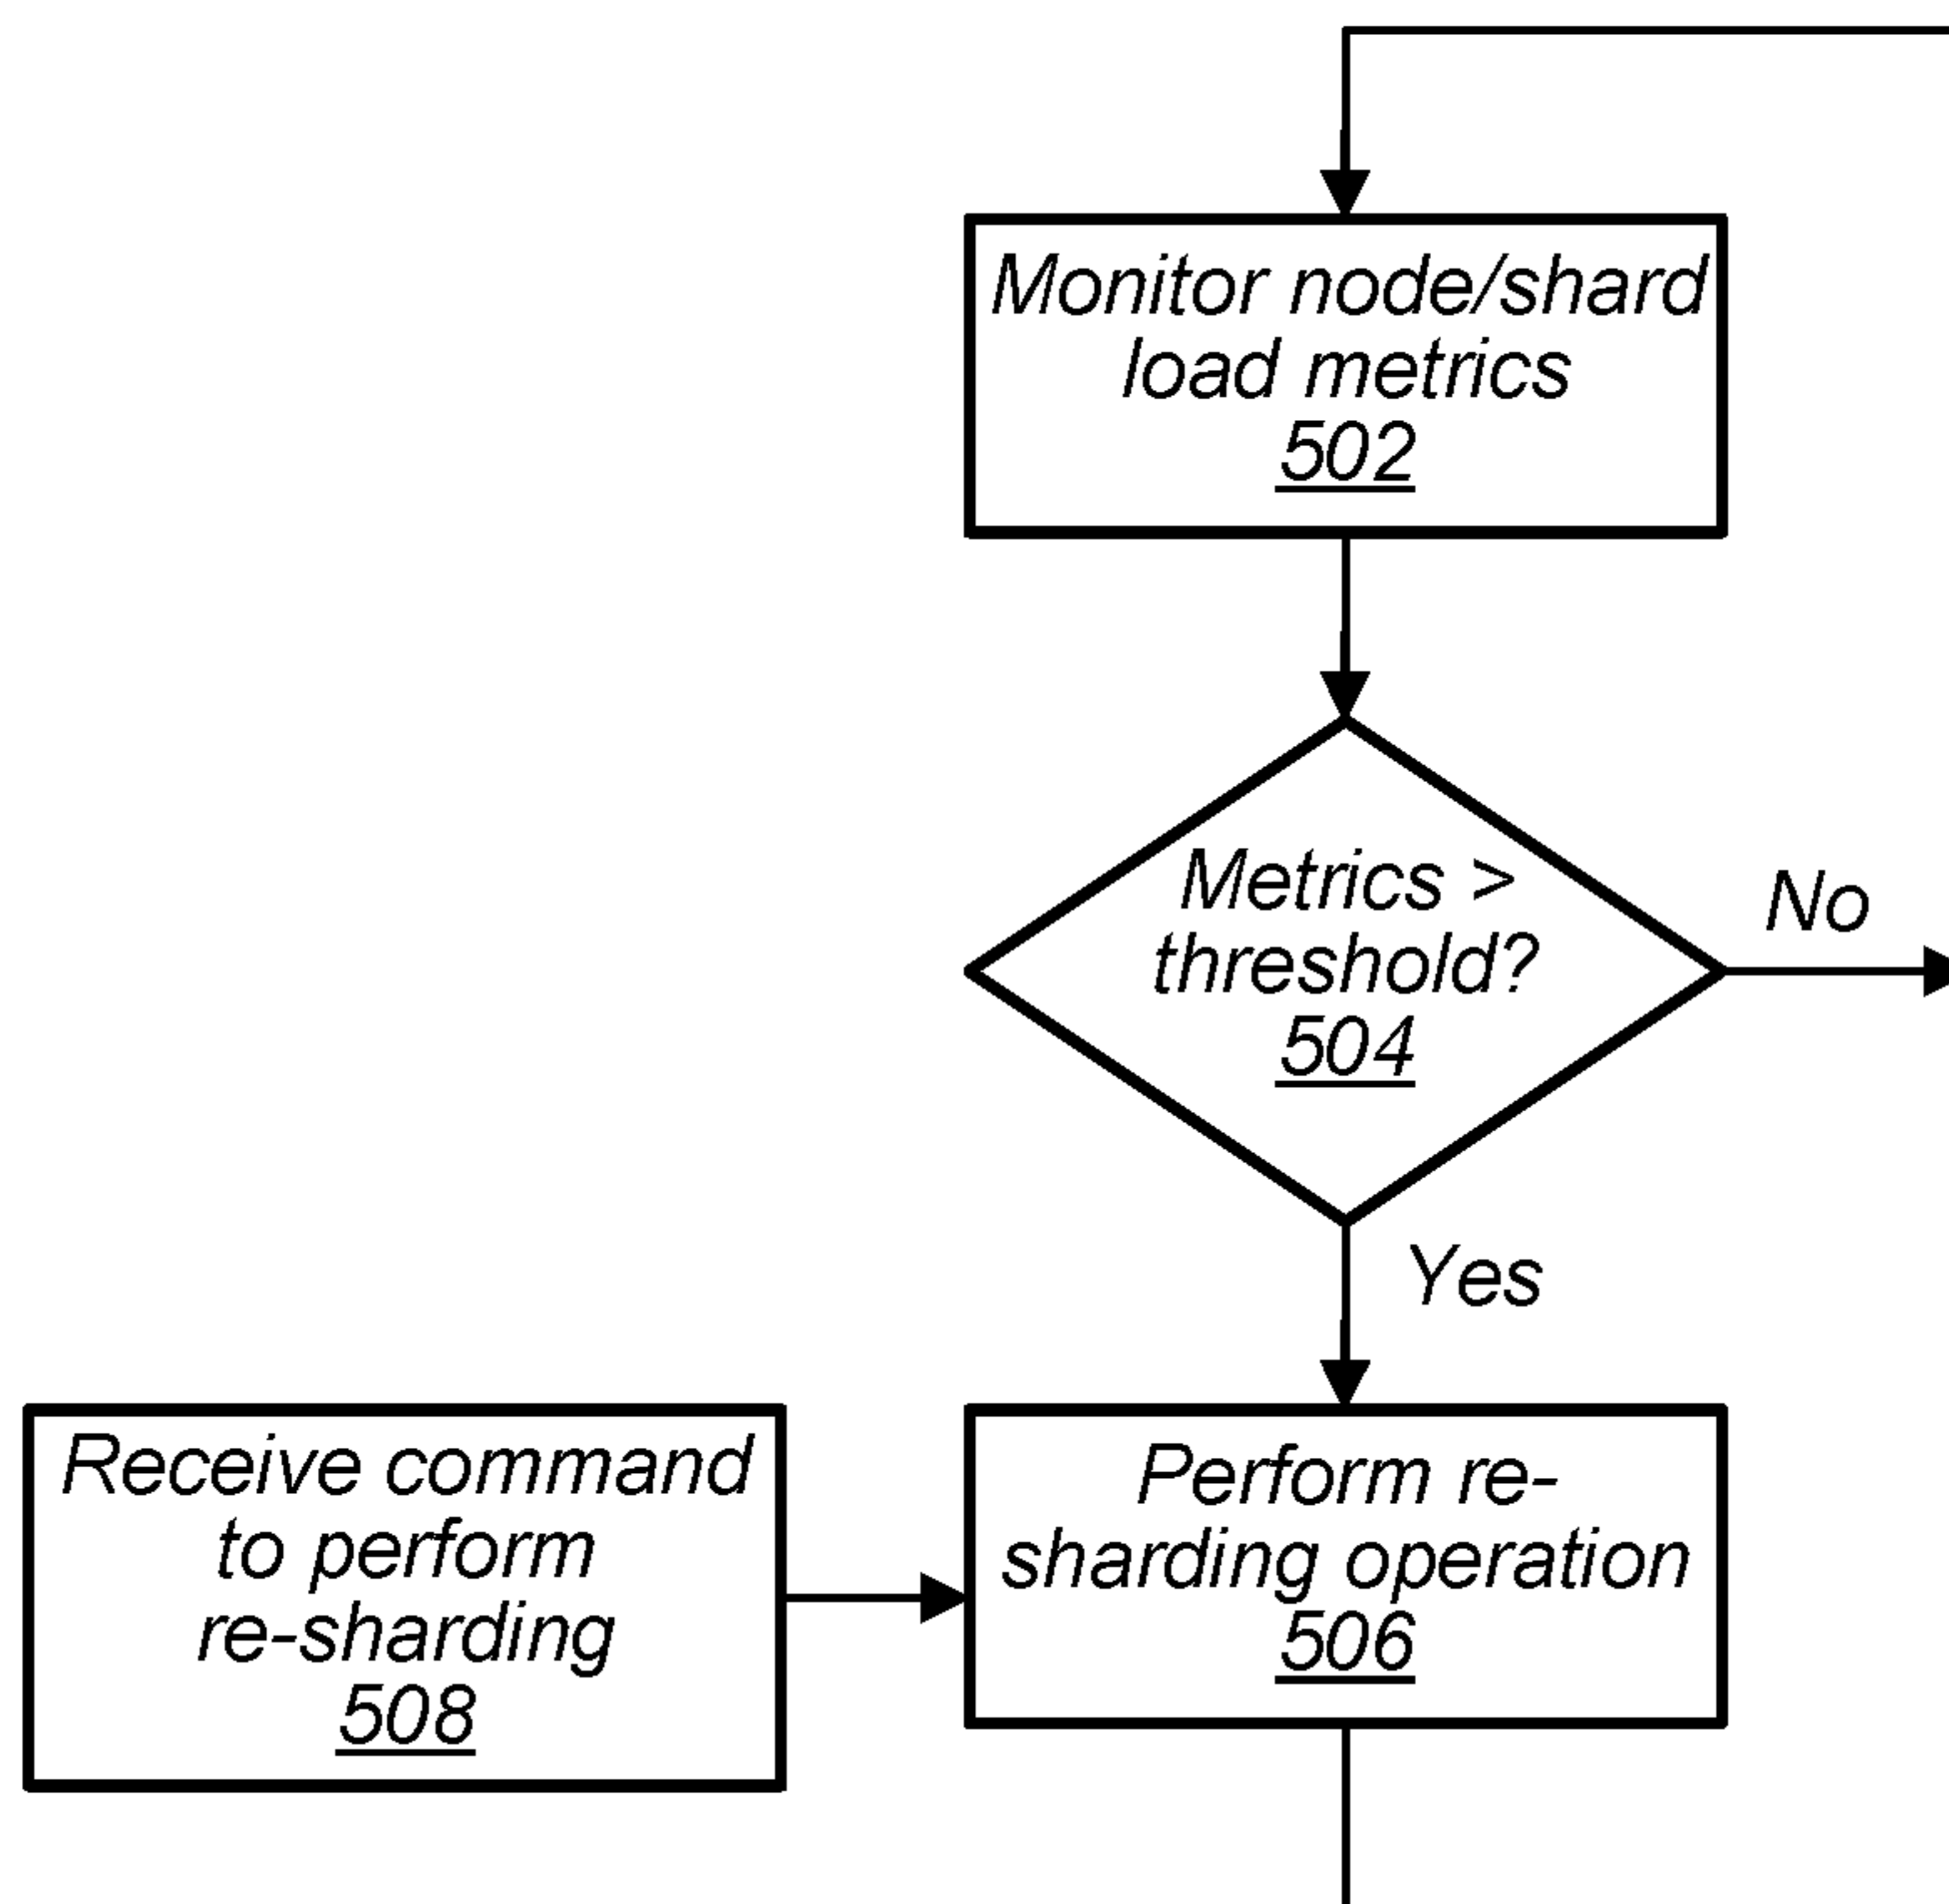 Monitor node/shard
load metrics
502
Metrics >
threshold?
504
No
Yes
Receive command
to perform
re-sharding
508
Perform re-
sharding operation
506